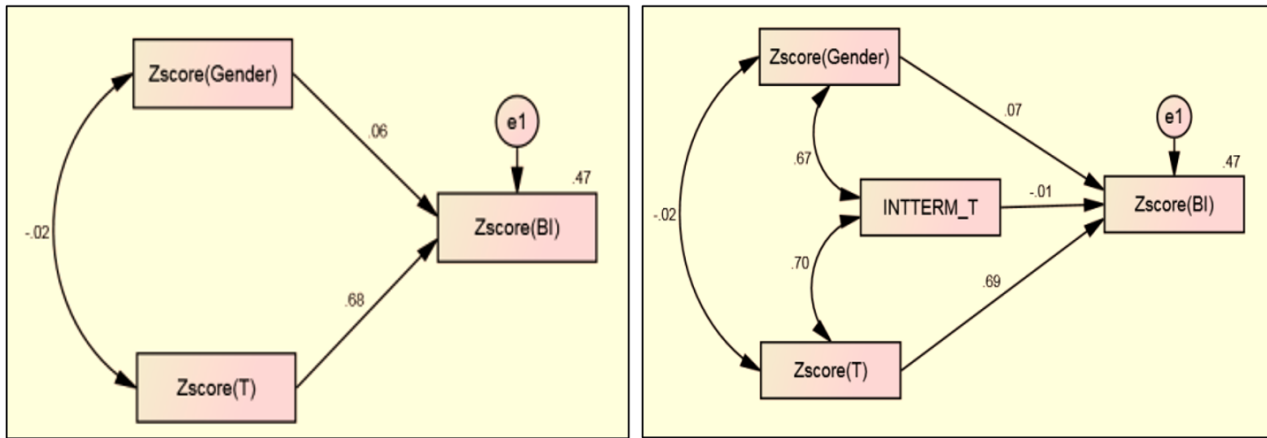 Zscore(Gender)
.06
e1
.47
Zscore(BI)
-.02
.68
Zscore(T)
Zscore(Gender)
.07
e1
.67
.47
INTTERM_T
-.01
Zscore(BI)
-.02
.70
.69
Zscore(T)